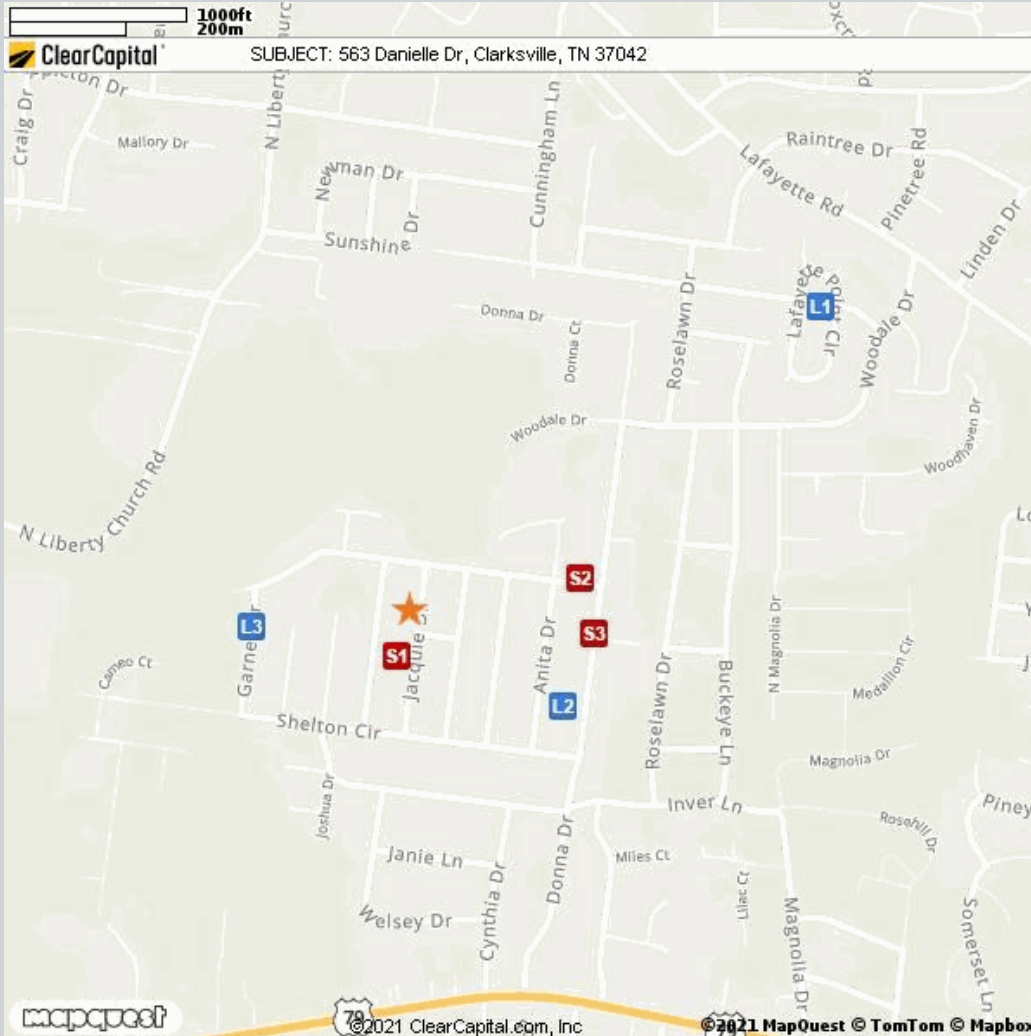 1000ft
200m
ClearCapital
SUBJECT: 563 Danielle Dr, Clarksville, TN 37042
Dr
Craig Dr
Mallory Dr
N Liberty
Cunningham Ln
Newman Dr
Sunshine Dr
Raintree Dr
Lafayette Rd
Pinetree Rd
Linden Dr
Donna Dr
Donna Ct
Roselawn Dr
Lafayette Point Cir
L1
Woodale Dr
Woodale Dr
Woodhaven Dr
N Liberty Church Rd
S2
L3
S1
S3
Jacquie
Anita Dr
L2
Cameo Ct
Shelton Cir
Roselawn Dr
Buckeye Ln
N Magnolia Dr
Medallion Cir
Magnolia Dr
Joshua Dr
Inver Ln
Piney
Rosehill Dr
Janie Ln
Donna Dr
Miles Ct
Lilac Ct
Welsey Dr
Cynthia Dr
Magnolia Dr
Somerset Ln
mapquest
79
©2021 ClearCapital.com, Inc
79
©2021 MapQuest © TomTom © Mapbox